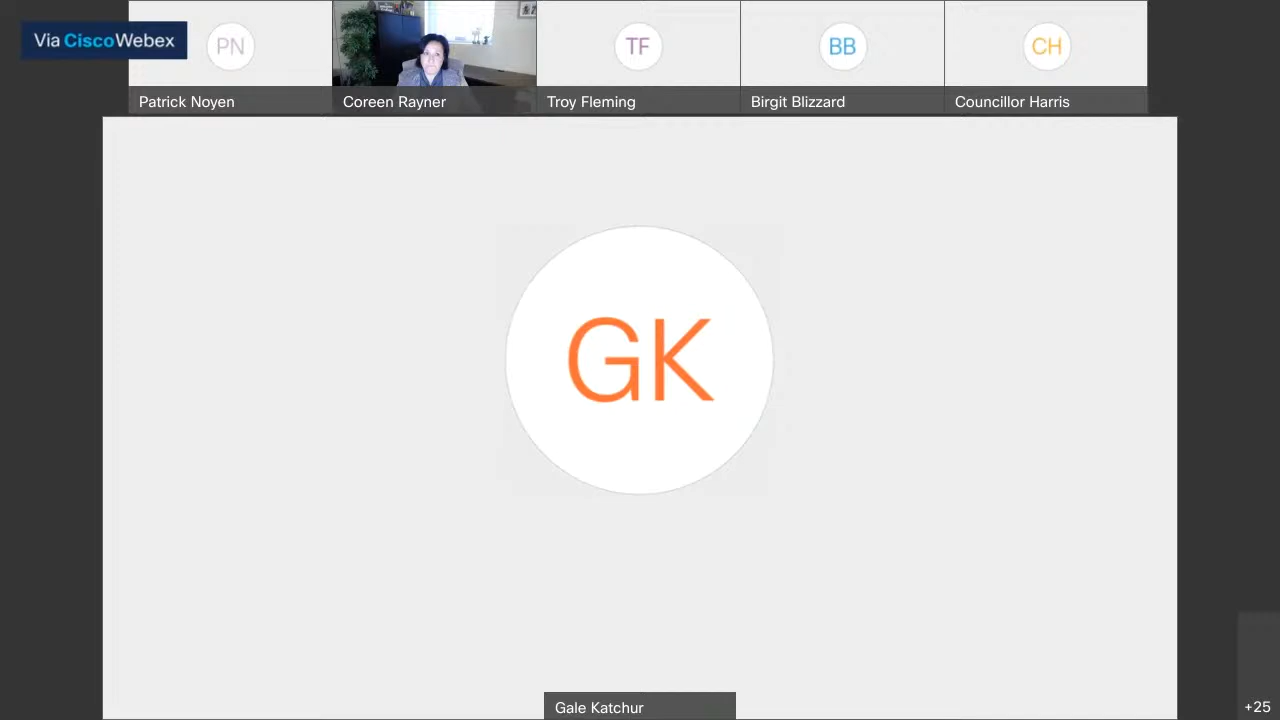 Via CiscoWebex
PN
TF
BB
CH
Patrick Noyen
Coreen Rayner
Troy Fleming
Birgit Blizzard
Councillor Harris
GK
Gale Katchur
+25